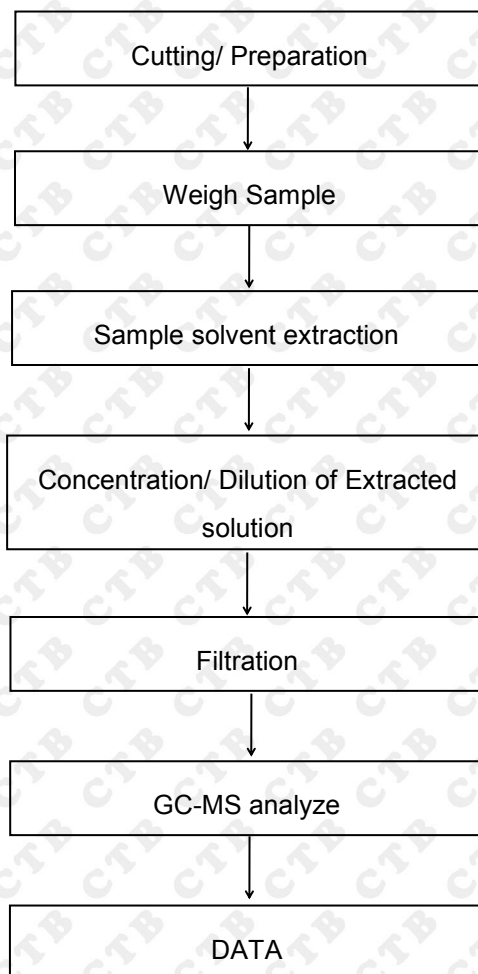 Cutting/ Preparation
Weigh Sample
Sample solvent extraction
Concentration/ Dilution of Extracted
solution
Filtration
GC-MS analyze
DATA